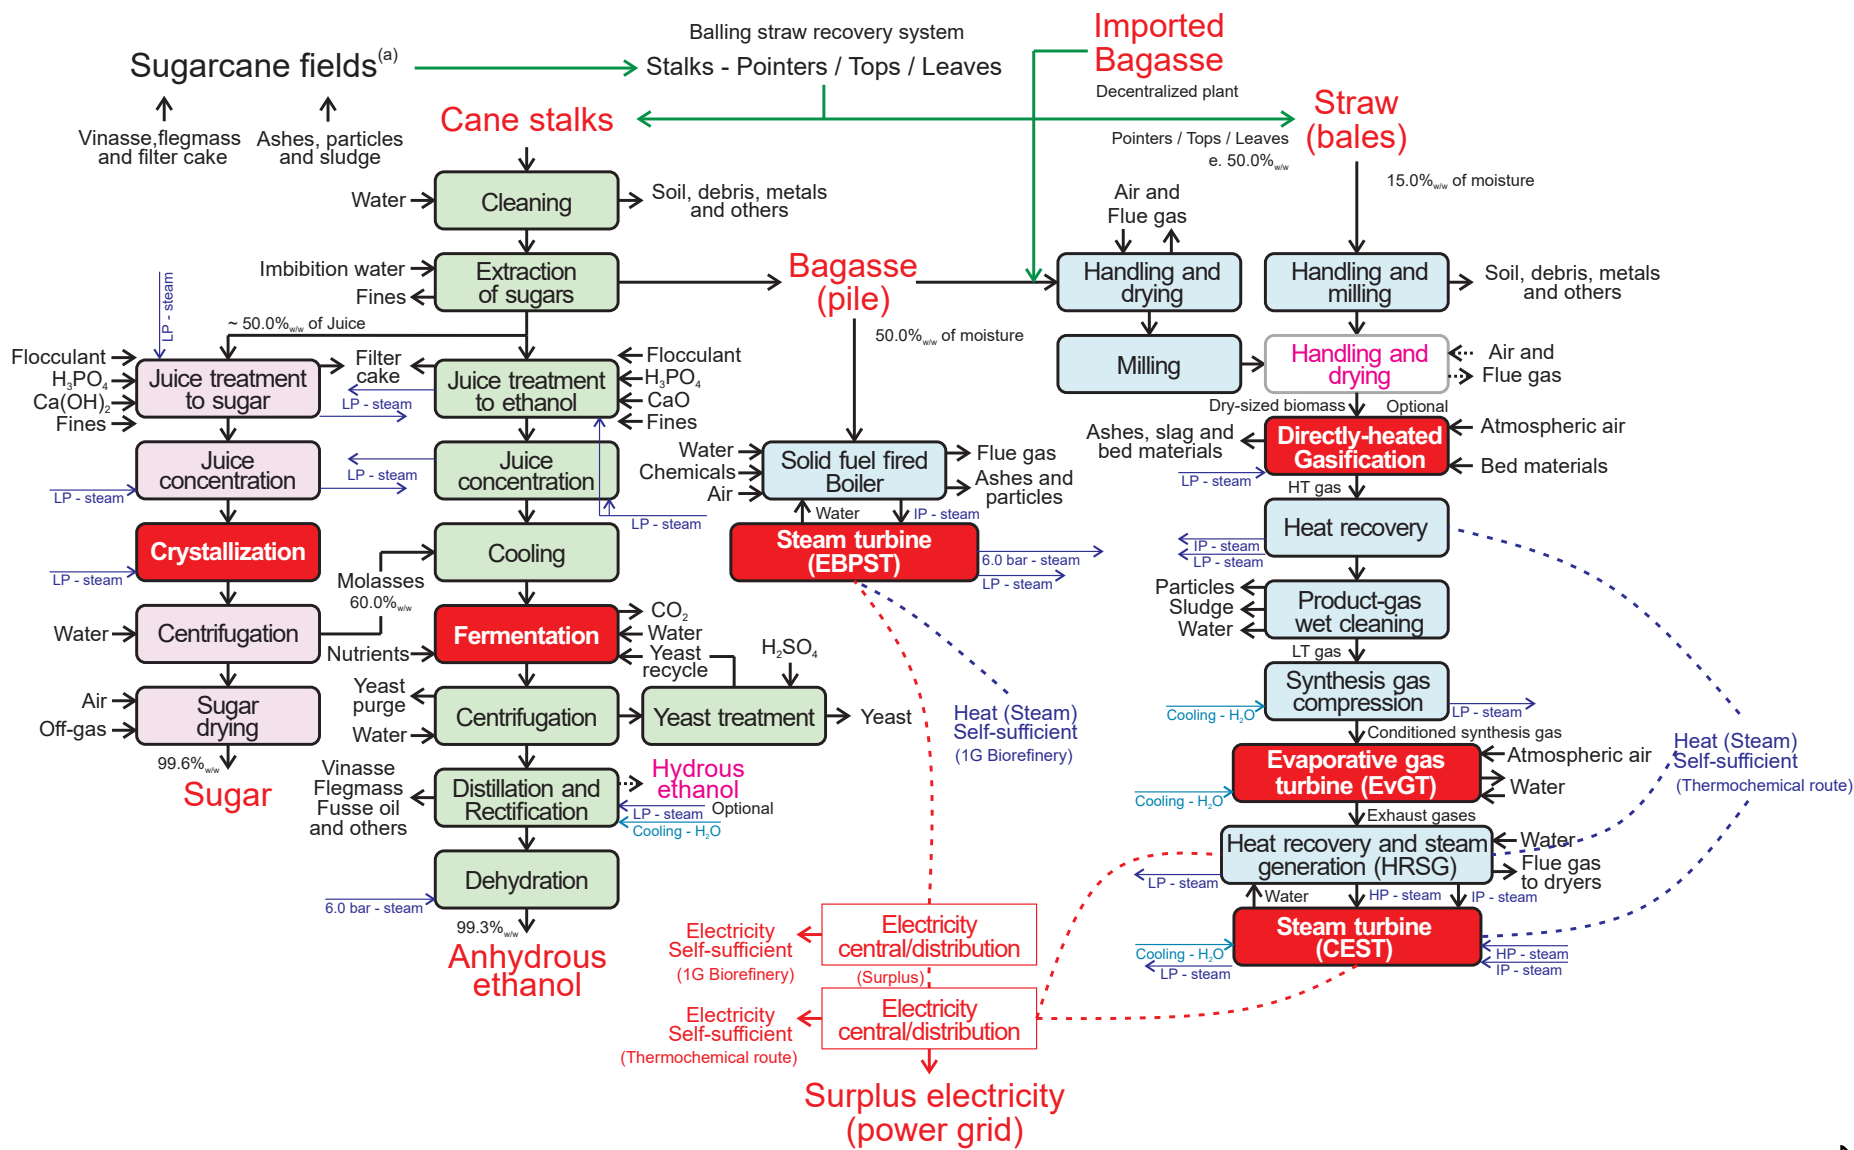 Sugarcane fields(a)
Balling straw recovery system
Stalks - Pointers / Tops / Leaves
Imported
Bagasse
Decentralized plant
Straw
(bales)
Cane stalks
Vinasse,flegmass
and filter cake
Ashes, particles
and sludge
Pointers / Tops / Leaves
e. 50.0%w/w
15.0%w/w of moisture
Water
Cleaning
Soil, debris, metals
and others
Air and
Flue gas
Imbibition water
Fines
Extraction
of sugars
Bagasse
(pile)
Handling and
drying
Handling and
milling
Soil, debris, metals
and others
LP - steam
~ 50.0%w/w of Juice
50.0%w/w of moisture
Flocculant
H3PO4
Ca(OH)2
Fines
Juice treatment
to sugar
Filter
cake
LP - steam
Juice treatment
to ethanol
Flocculant
H3PO4
CaO
Fines
Milling
Handling and
drying
Air and
Flue gas
Dry-sized biomass
Optional
Juice
concentration
LP - steam
LP - steam
Juice
concentration
LP - steam
Water
Chemicals
Air
Solid fuel fired
Boiler
Flue gas
Ashes and
particles
Ashes, slag and
bed materials
LP - steam
Directly-heated
Gasification
Atmospheric air
Bed materials
HT gas
Water
IP - steam
Crystallization
LP - steam
Cooling
Steam turbine
(EBPST)
6.0 bar - steam
LP - steam
Heat recovery
IP - steam
LP - steam
Molasses
60.0%w/w
Water
Centrifugation
Nutrients
Fermentation
CO2
Water
Yeast
recycle
H2SO4
Particles
Sludge
Water
Product-gas
wet cleaning
LT gas
Air
Off-gas
Sugar
drying
Yeast
purge
Water
Centrifugation
Yeast treatment
Yeast
Heat (Steam)
Self-sufficient
(1G Biorefinery)
Cooling - H2O
Synthesis gas
compression
LP - steam
Conditioned synthesis gas
99.6%w/w
Sugar
Vinasse
Flegmass
Fusse oil
and others
Distillation and
Rectification
Hydrous
ethanol
LP - steam
Optional
Cooling - H2O
Cooling - H2O
Evaporative gas
turbine (EvGT)
Atmospheric air
Water
Heat (Steam)
Self-sufficient
(Thermochemical route)
Exhaust gases
Dehydration
6.0 bar - steam
99.3%w/w
Anhydrous
ethanol
Heat recovery and steam
generation (HRSG)
Water
Flue gas
to dryers
LP - steam
Water
HP - steam
IP - steam
Steam turbine
(CEST)
Cooling - H2O
LP - steam
HP - steam
IP - steam
Electricity
Self-sufficient
(1G Biorefinery)
Electricity
central/distribution
(Surplus)
Electricity
Self-sufficient
(Thermochemical route)
Electricity
central/distribution
Surplus electricity
(power grid)